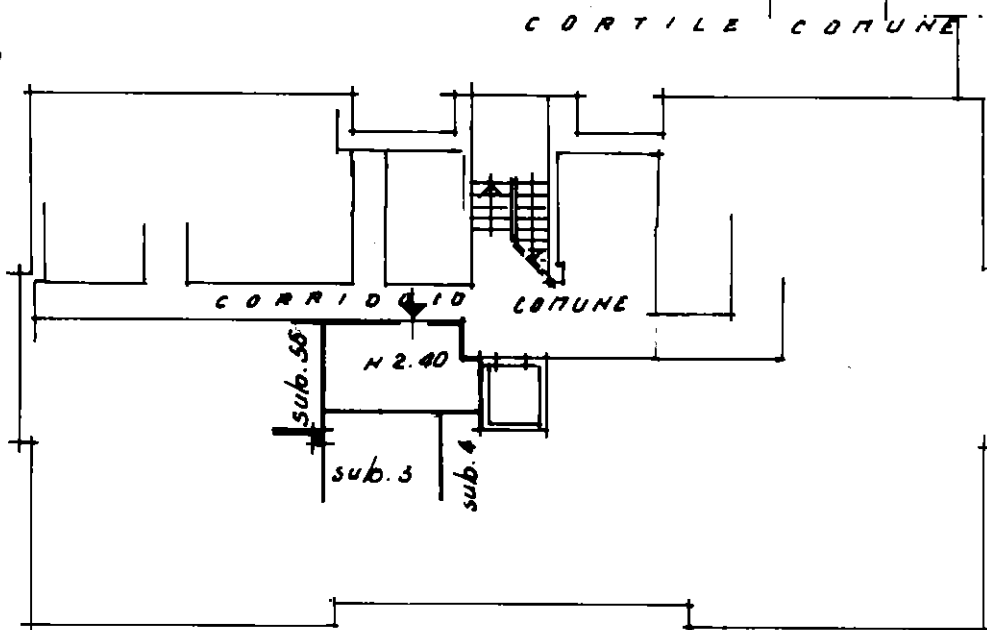 CORTILE COMUNE
CORRIDOIO COMUNE
sub. 56
H 2.40
sub. 3
sub. 4